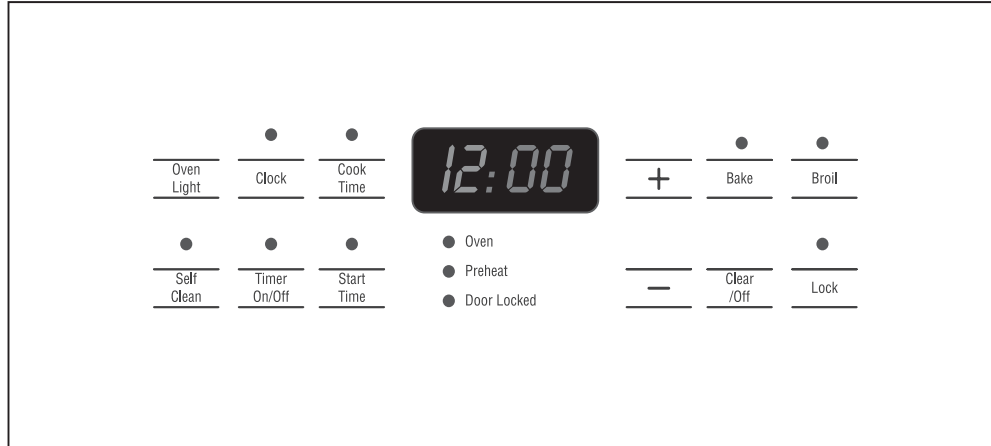 Oven
Light
Clock
Cook
Time
12:00
+
Bake
Broil
Self
Clean
Timer
On/Off
Start
Time
Oven
Preheat
Door Locked
−
Clear
/Off
Lock